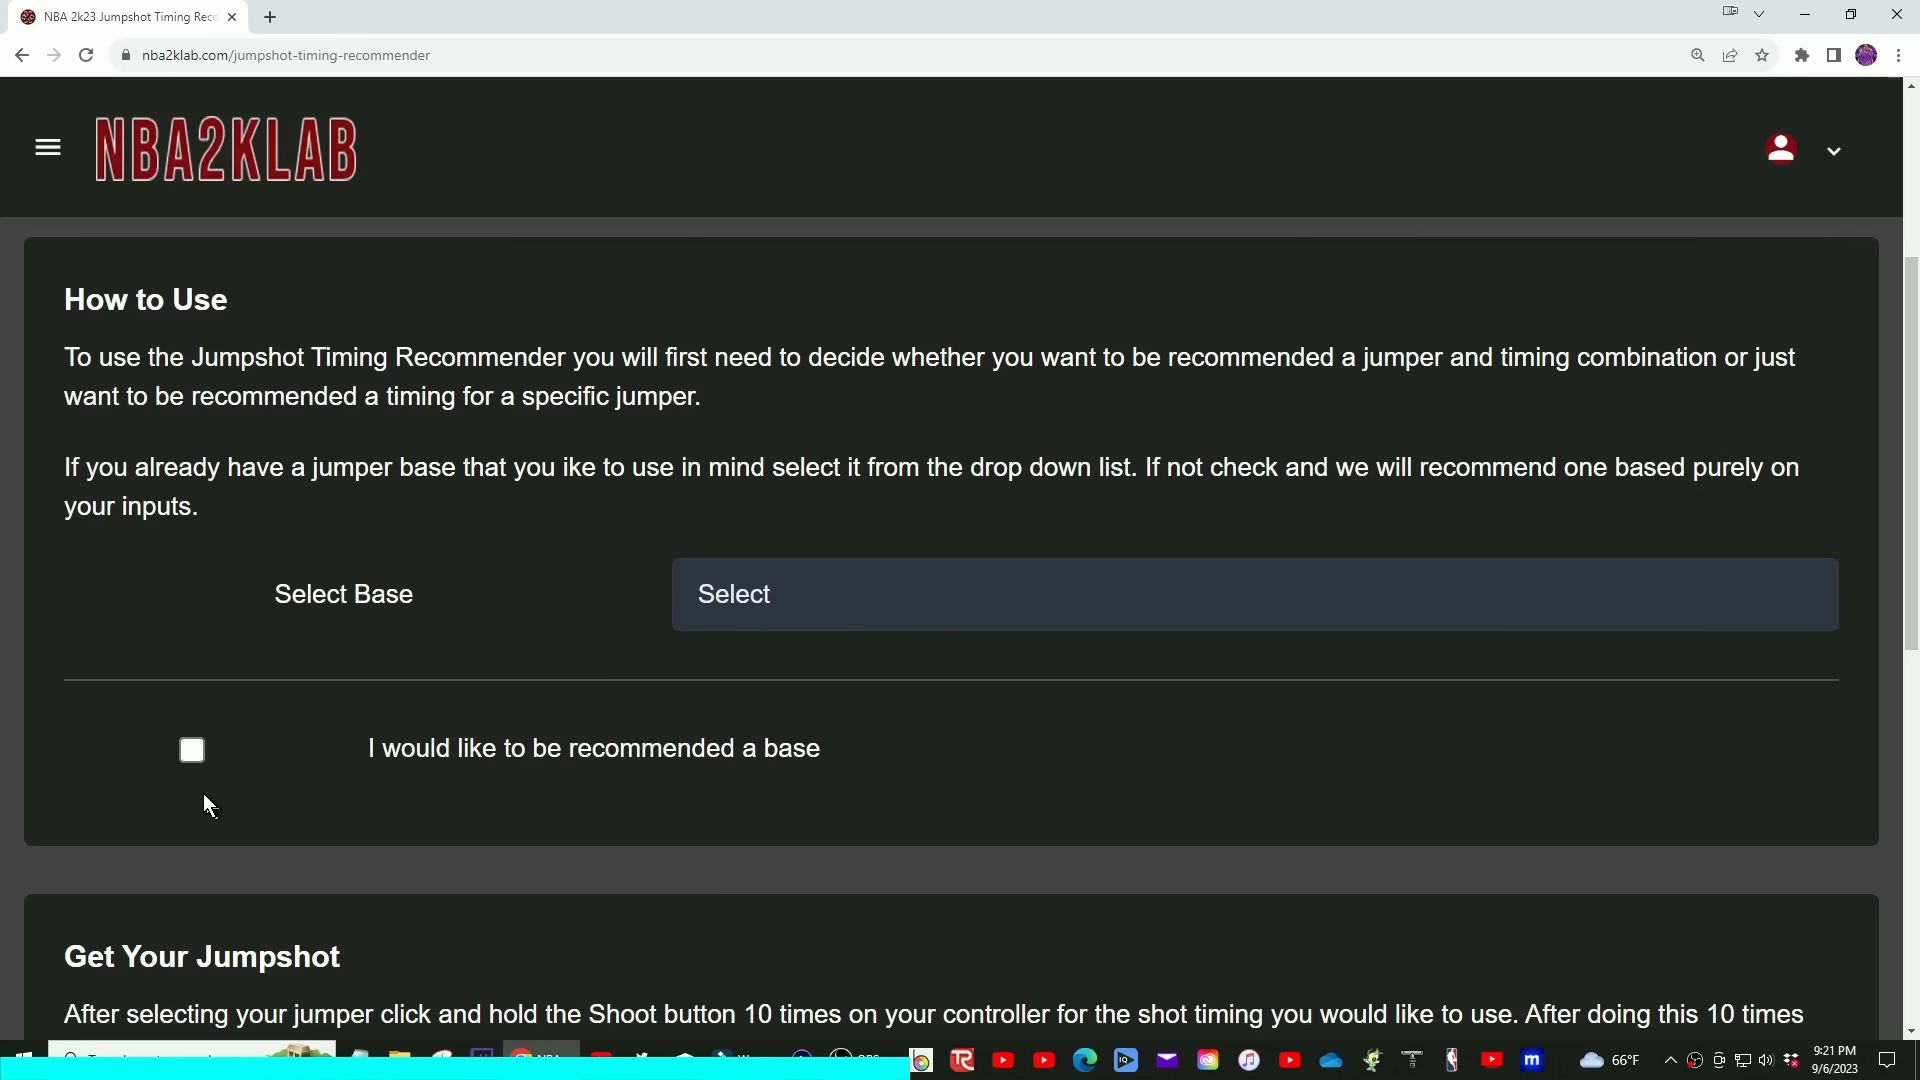 NBA 2k23 Jumpshot Timing Rec
nba2klab.com/jumpshot-timing-recommender
NBA2KLAB
How to Use
To use the Jumpshot Timing Recommender you will first need to decide whether you want to be recommended a jumper and timing combination or just
want to be recommended a timing for a specific jumper.
If you already have a jumper base that you ike to use in mind select it from the drop down list. If not check and we will recommend one based purely on
your inputs.
Select Base
Select
I would like to be recommended a base
Get Your Jumpshot
After selecting your jumper click and hold the Shoot button 10 times on your controller for the shot timing you would like to use. After doing this 10 times
66°F
9:21 PM
9/6/2023